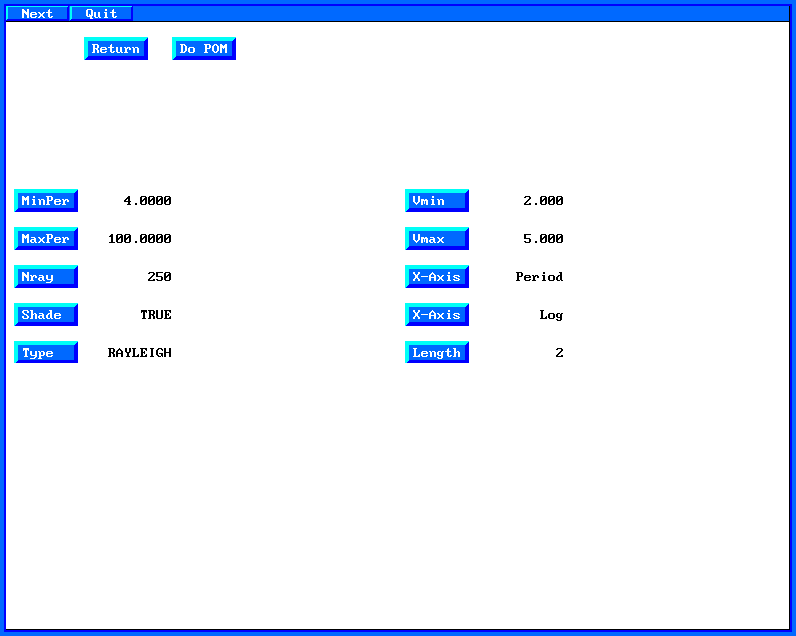 Next Quit
Return Do POM
MinPer 4.0000 Vmin 2.000
MaxPer 100.0000 Vmax 5.000
Nray 250 X-Axis Period
Shade TRUE X-Axis Log
Type RAYLEIGH Length 2